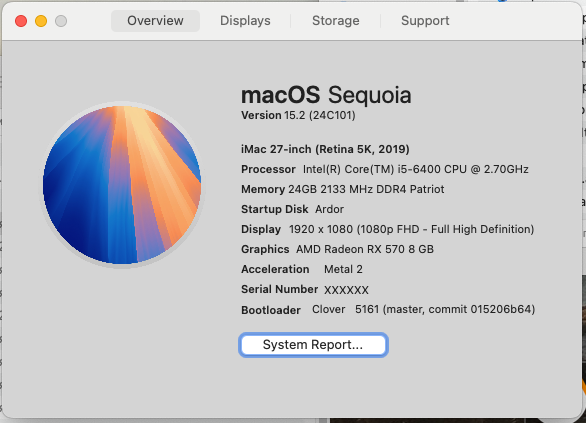 Overview Displays Storage Support
macOS Sequoia
Version 15.2 (24C101)
iMac 27-inch (Retina 5K, 2019)
Processor Intel(R) Core(TM) i5-6400 CPU @ 2.70GHz
Memory 24GB 2133 MHz DDR4 Patriot
Startup Disk Ardor
Display 1920 x 1080 (1080p FHD - Full High Definition)
Graphics AMD Radeon RX 570 8 GB
Acceleration Metal 2
Serial Number XXXXXX
Bootloader Clover 5161 (master, commit 015206b64)
System Report...